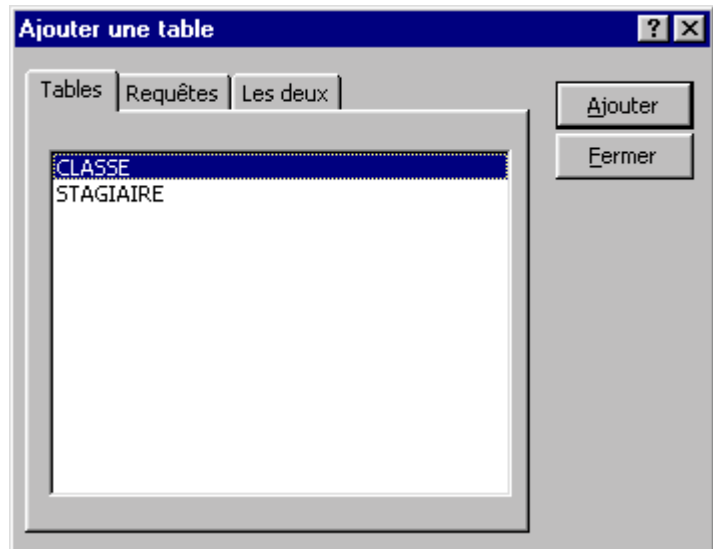 Ajouter une table
Tables Requêtes Les deux
Ajouter
Fermer
CLASSE
STAGIAIRE